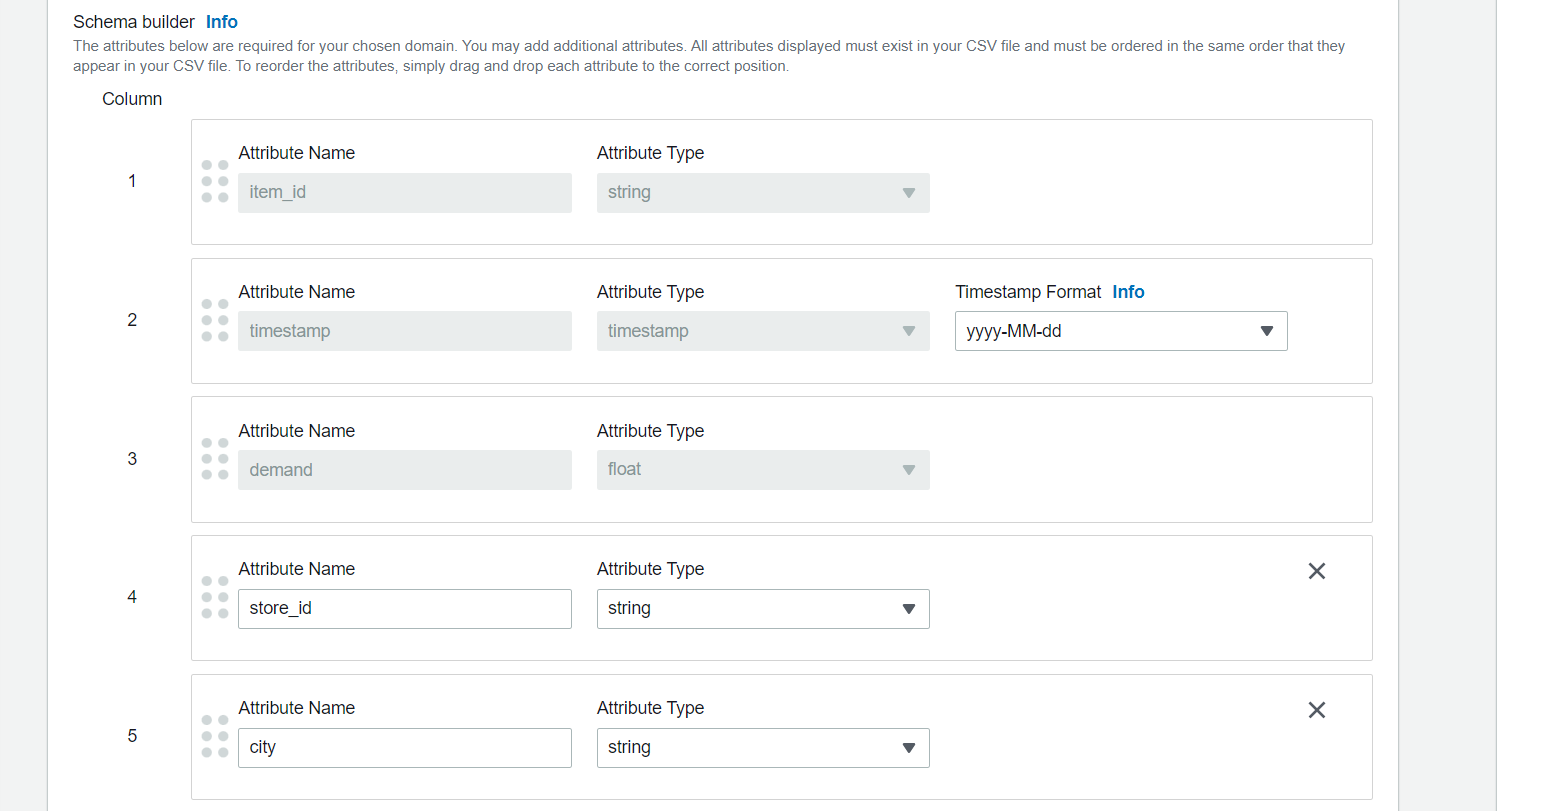 Schema builder Info
The attributes below are required for your chosen domain. You may add additional attributes. All attributes displayed must exist in your CSV file and must be ordered in the same order that they
appear in your CSV file. To reorder the attributes, simply drag and drop each attribute to the correct position.
Column
Attribute Name Attribute Type
1 item_id string
Attribute Name Attribute Type Timestamp Format Info
2 timestamp timestamp yyyy-MM-dd
Attribute Name Attribute Type
3 demand float
Attribute Name Attribute Type
4 store_id string
Attribute Name Attribute Type
5 city string